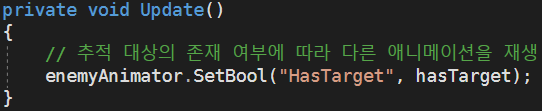 private void Update()
{
// 추적 대상의 존재 여부에 따라 다른 애니메이션을 재생
enemyAnimator.SetBool("HasTarget", hasTarget);
}